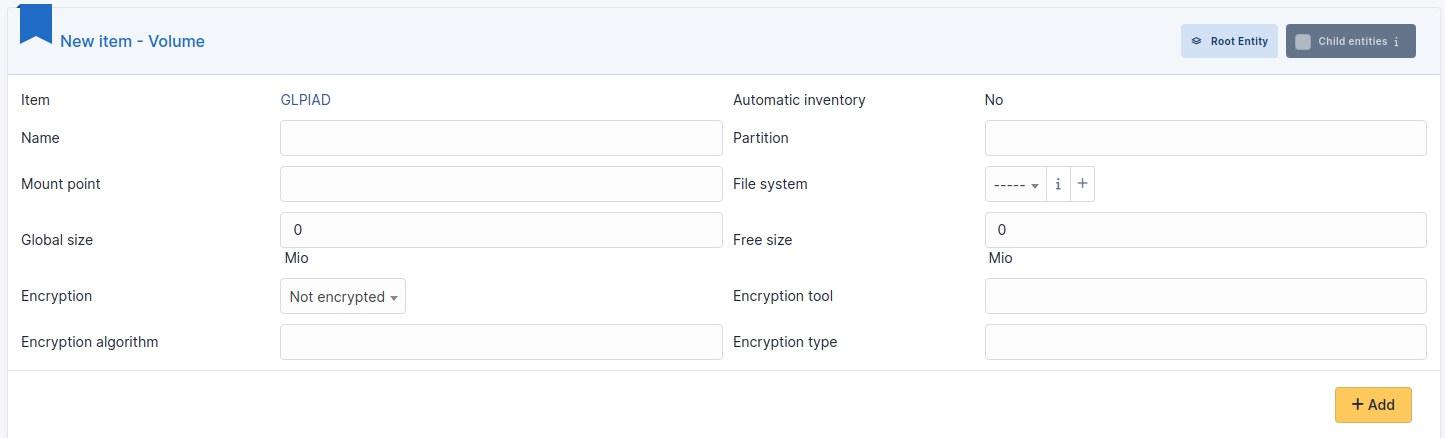 New item - Volume
Root Entity
Child entities i
Item GLPIAD Automatic inventory No
Name Partition
Mount point File system ----- i +
Global size 0 Mio Free size 0 Mio
Encryption Not encrypted Encryption tool
Encryption algorithm Encryption type
+ Add